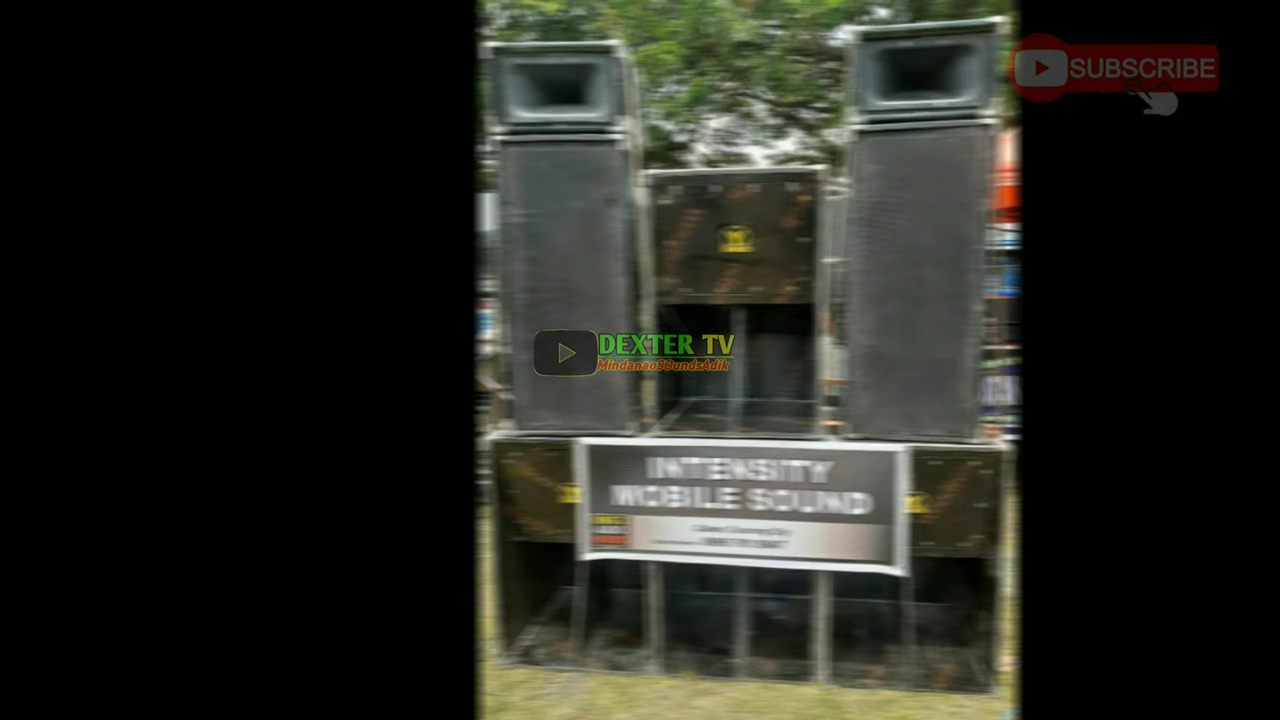 SUBSCRIBE
DEXTER TV
MindanaoSOundsAdik
INTENSITY
MOBILE SOUND